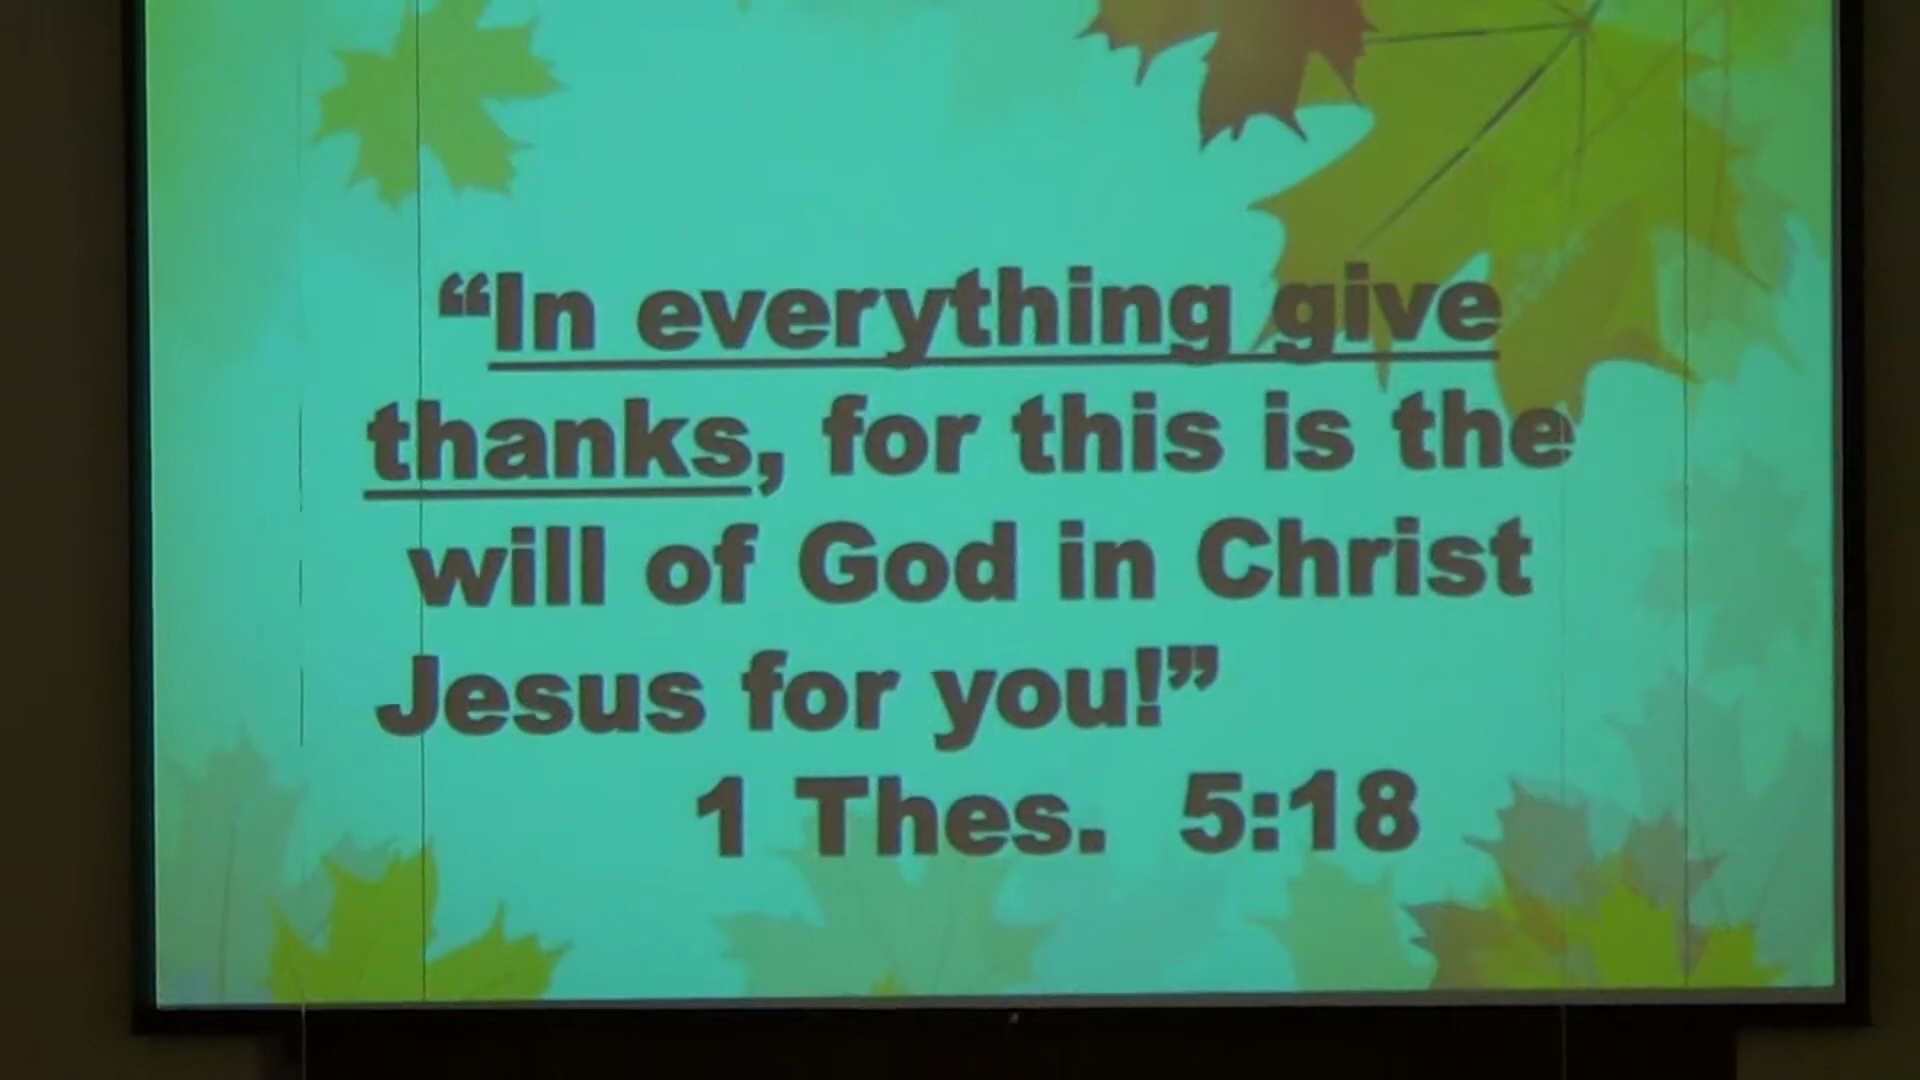 “In everything give
thanks, for this is the
will of God in Christ
Jesus for you!”
1 Thes. 5:18